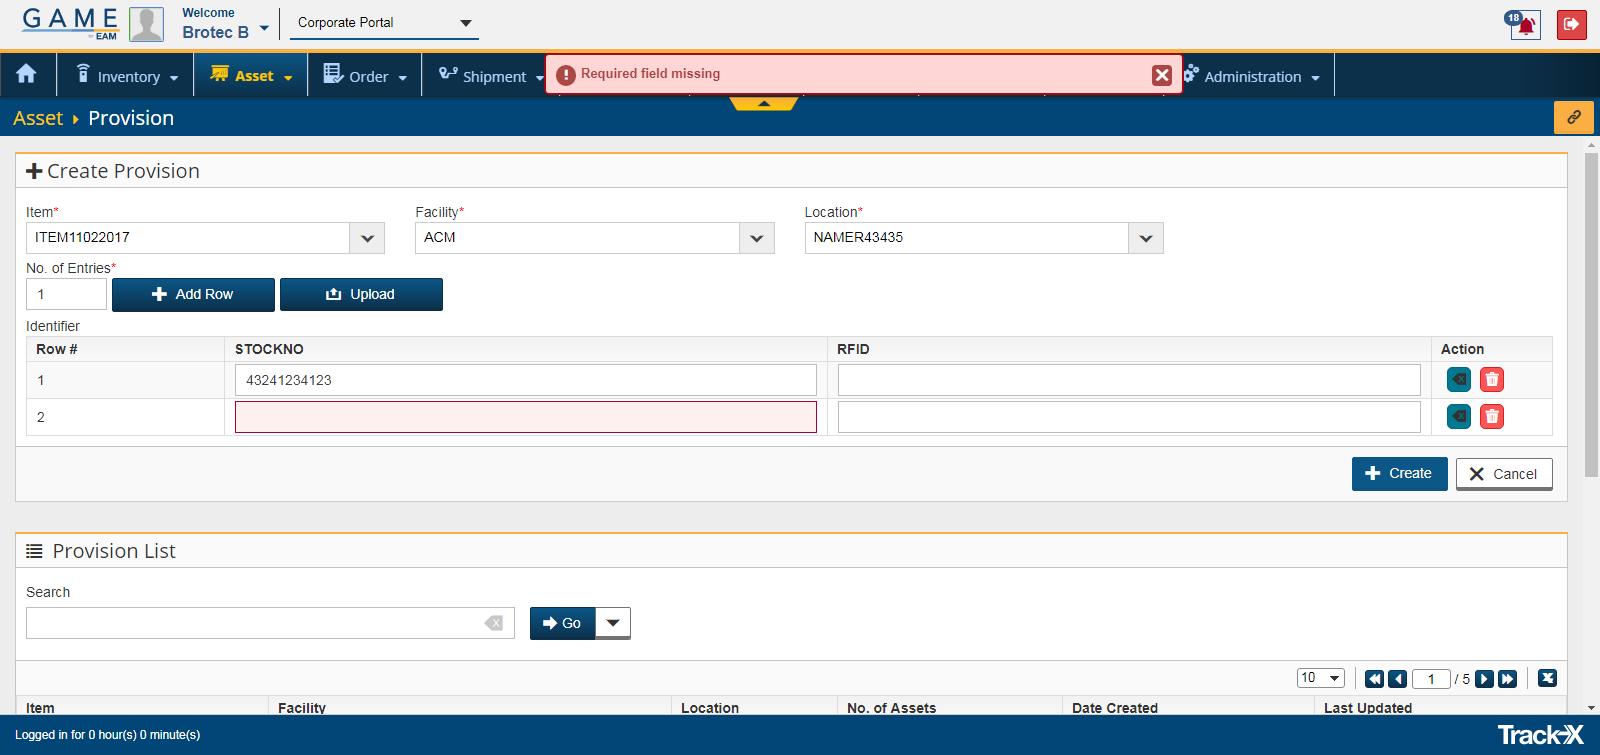 GAME
BY EAM
Welcome
Brotec B
Corporate Portal
18
Inventory
Asset
Order
Shipment
Required field missing
Administration
Asset Provision
Create Provision
Item* Facility* Location*
ITEM11022017 ACM NAMER43435
No. of Entries*
1 Add Row Upload
Identifier
Row # STOCKNO RFID Action
1 43241234123
2
Create Cancel
Provision List
Search
Go
10 1 / 5
Item Facility Location No. of Assets Date Created Last Updated
Logged in for 0 hour(s) 0 minute(s)
Track-X